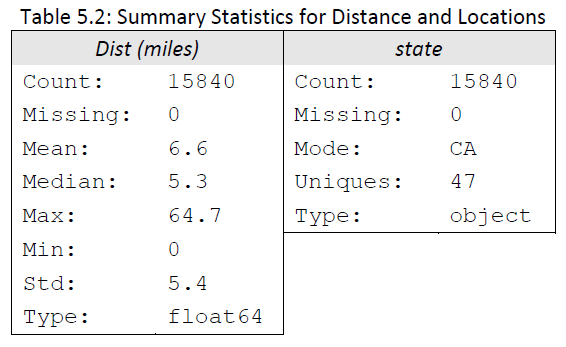 Table 5.2: Summary Statistics for Distance and Locations
Dist (miles) state
Count: 15840 Count: 15840
Missing: 0 Missing: 0
Mean: 6.6 Mode: CA
Median: 5.3 Uniques: 47
Max: 64.7 Type: object
Min: 0
Std: 5.4
Type: float64